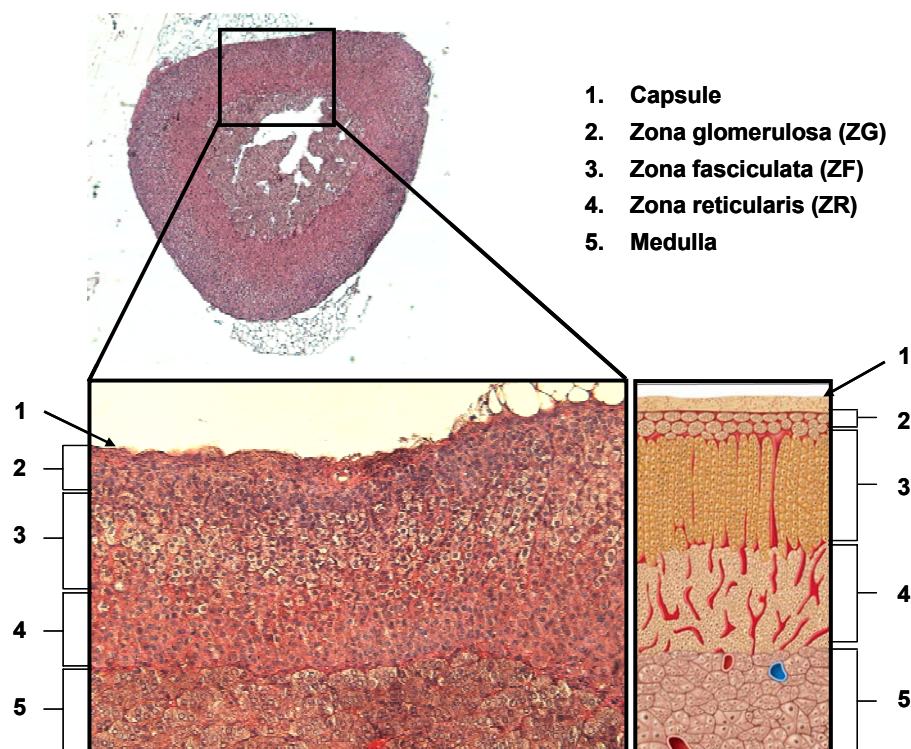 1. Capsule
2. Zona glomerulosa (ZG)
3. Zona fasciculata (ZF)
4. Zona reticularis (ZR)
5. Medulla
1
2
3
4
5
1
2
3
4
5